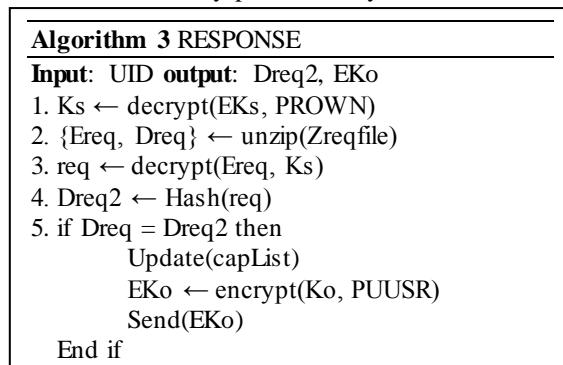 Algorithm 3 RESPONSE
Input: UID output: Dreq2, EKo
1. Ks ← decrypt(EKs, PROWN)
2. {Ereq, Dreq} ← unzip(Zreqfile)
3. req ← decrypt(Ereq, Ks)
4. Dreq2 ← Hash(req)
5. if Dreq = Dreq2 then
Update(capList)
EKo ← encrypt(Ko, PUUSR)
Send(EKo)
End if